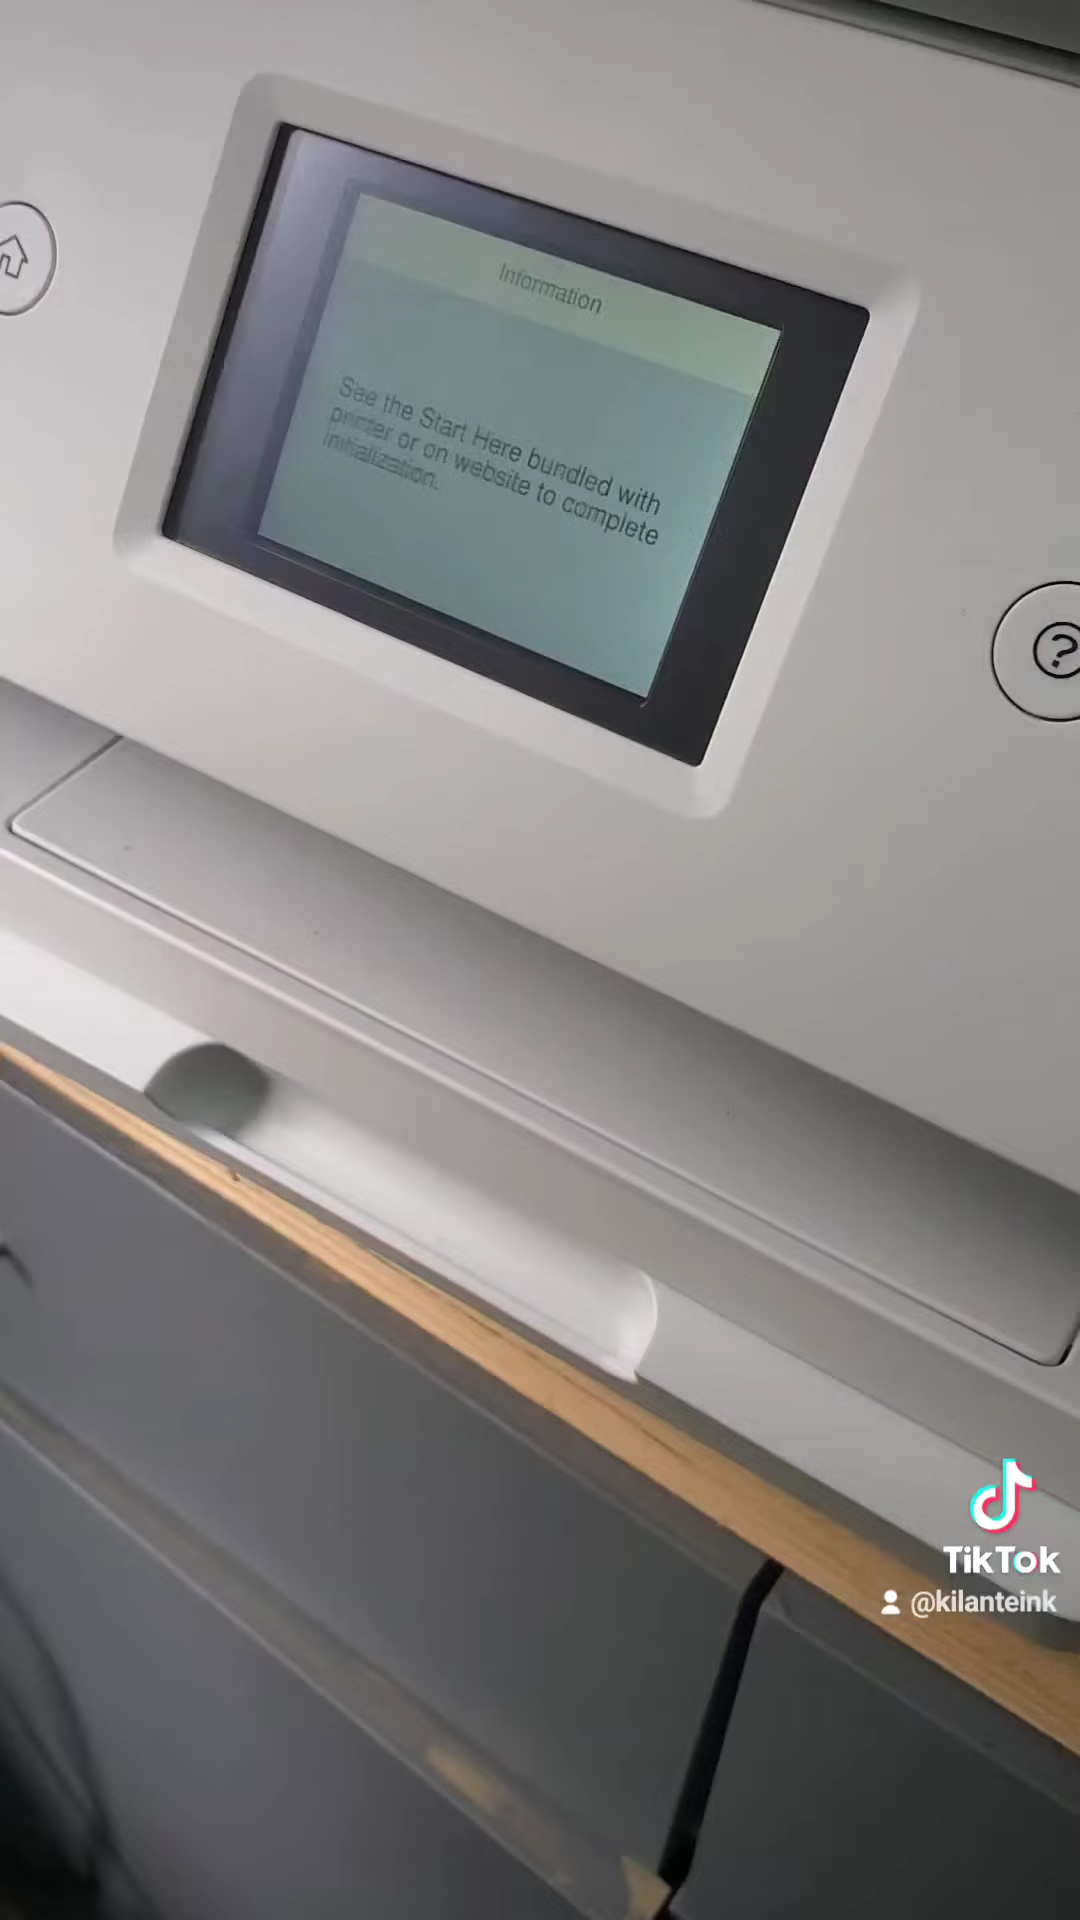 Information
See the Start Here bundled with
printer or on website to complete
initialization.
?
TikTok
@kilanteink